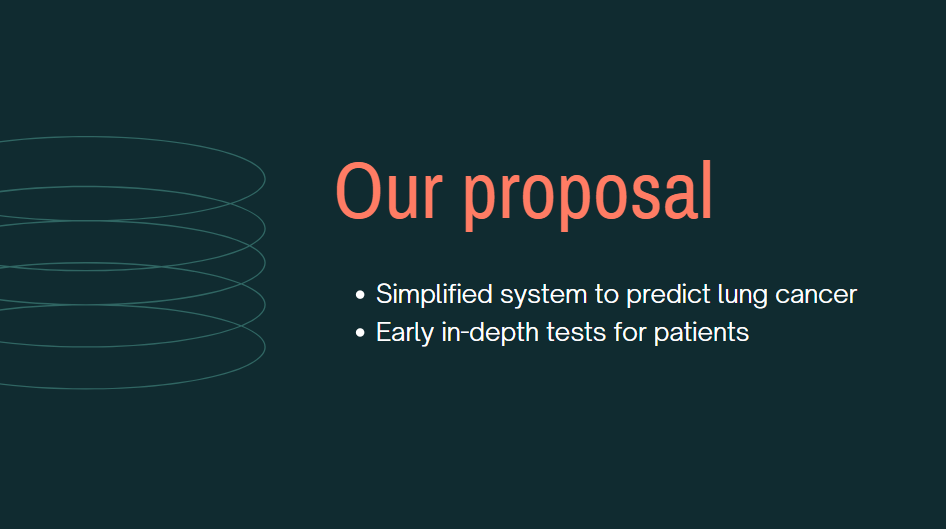 Our proposal
• Simplified system to predict lung cancer
• Early in-depth tests for patients